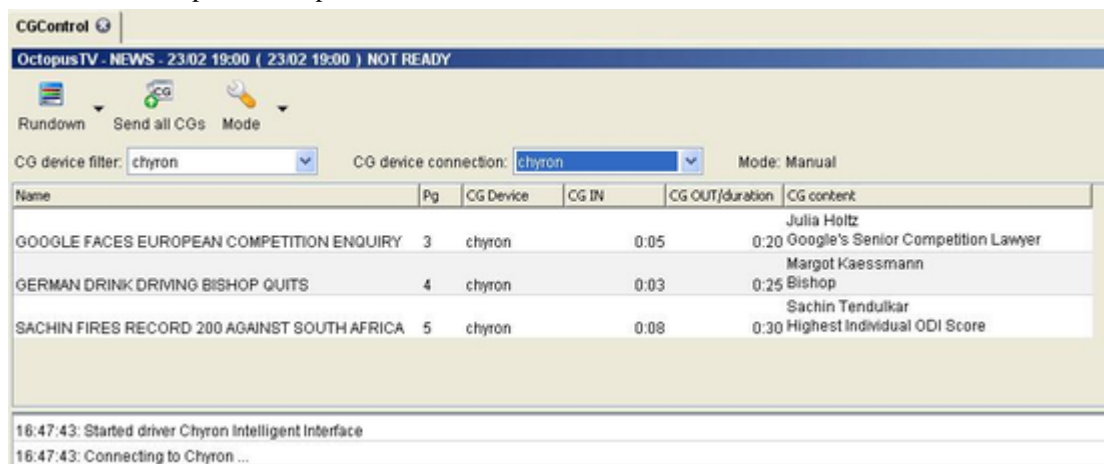 CGControl
OctopusTV - NEWS - 23/02 19:00 ( 23/02 19:00 ) NOT READY
Rundown Send all CGs Mode
CG device filter: chyron CG device connection: chyron Mode: Manual
Name Pg CG Device CG IN CG OUT/duration CG content
Julia Holtz
GOOGLE FACES EUROPEAN COMPETITION ENQUIRY 3 chyron 0:05 0:20 Google's Senior Competition Lawyer
Margot Kaessmann
GERMAN DRINK DRIVING BISHOP QUITS 4 chyron 0:03 0:25 Bishop
Sachin Tendulkar
SACHIN FIRES RECORD 200 AGAINST SOUTH AFRICA 5 chyron 0:08 0:30 Highest Individual ODI Score
16:47:43: Started driver Chyron Intelligent Interface
16:47:43: Connecting to Chyron ...